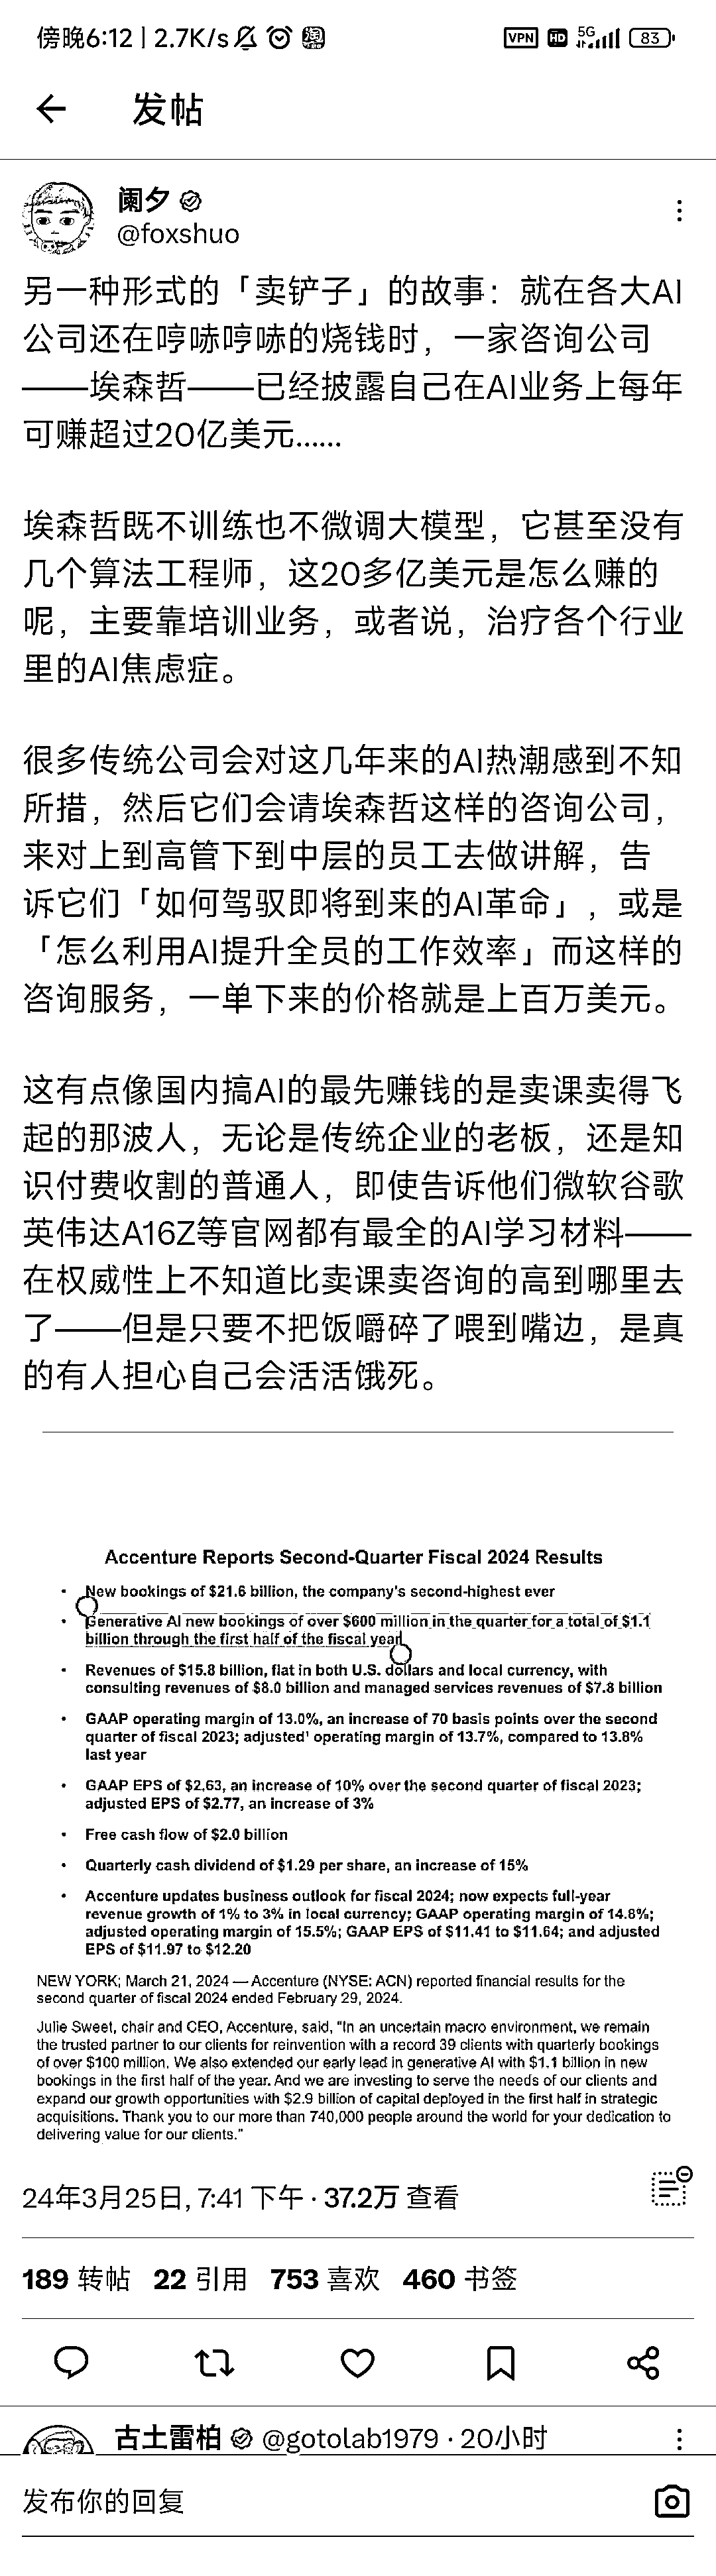 傍晚6:12 | 2.7K/s
VPN HD 5G 83
发帖
阑夕
@foxshuo
另一种形式的「卖铲子」的故事：就在各大AI
公司还在哼哧哼哧的烧钱时，一家咨询公司
——埃森哲——已经披露自己在AI业务上每年
可赚超过20亿美元......
埃森哲既不训练也不微调大模型，它甚至没有
几个算法工程师，这20多亿美元是怎么赚的
呢，主要靠培训业务，或者说，治疗各个行业
里的AI焦虑症。
很多传统公司会对这几年来的AI热潮感到不知
所措，然后它们会请埃森哲这样的咨询公司，
来对上到高管下到中层的员工去做讲解，告
诉它们「如何驾驭即将到来的AI革命」，或是
「怎么利用AI提升全员的工作效率」而这样的
咨询服务，一单下来的价格就是上百万美元。
这有点像国内搞AI的最先赚钱的是卖课卖得飞
起的那波人，无论是传统企业的老板，还是知
识付费收割的普通人，即使告诉他们微软谷歌
英伟达A16Z等官网都有最全的AI学习材料——
在权威性上不知道比卖课卖咨询的高到哪里去
了——但是只要不把饭嚼碎了喂到嘴边，是真
的有人担心自己会活活饿死。
Accenture Reports Second-Quarter Fiscal 2024 Results
• New bookings of $21.6 billion, the company's second-highest ever
• Generative AI new bookings of over $600 million in the quarter for a total of $1.1
billion through the first half of the fiscal year
• Revenues of $15.8 billion, flat in both U.S. dollars and local currency, with
consulting revenues of $8.0 billion and managed services revenues of $7.8 billion
• GAAP operating margin of 13.0%, an increase of 70 basis points over the second
quarter of fiscal 2023; adjusted¹ operating margin of 13.7%, compared to 13.8%
last year
• GAAP EPS of $2.63, an increase of 10% over the second quarter of fiscal 2023;
adjusted EPS of $2.77, an increase of 3%
• Free cash flow of $2.0 billion
• Quarterly cash dividend of $1.29 per share, an increase of 15%
• Accenture updates business outlook for fiscal 2024; now expects full-year
revenue growth of 1% to 3% in local currency; GAAP operating margin of 14.8%;
adjusted operating margin of 15.5%; GAAP EPS of $11.41 to $11.64; and adjusted
EPS of $11.97 to $12.20
NEW YORK; March 21, 2024 — Accenture (NYSE: ACN) reported financial results for the
second quarter of fiscal 2024 ended February 29, 2024.
Julie Sweet, chair and CEO, Accenture, said, "In an uncertain macro environment, we remain
the trusted partner to our clients for reinvention with a record 39 clients with quarterly bookings
of over $100 million. We also extended our early lead in generative AI with $1.1 billion in new
bookings in the first half of the year. And we are investing to serve the needs of our clients and
expand our growth opportunities with $2.9 billion of capital deployed in the first half in strategic
acquisitions. Thank you to our more than 740,000 people around the world for your dedication to
delivering value for our clients."
24年3月25日, 7:41 下午 · 37.2万 查看
189 转帖 22 引用 753 喜欢 460 书签
古土雷柏 @gotolab1979 · 20小时
发布你的回复